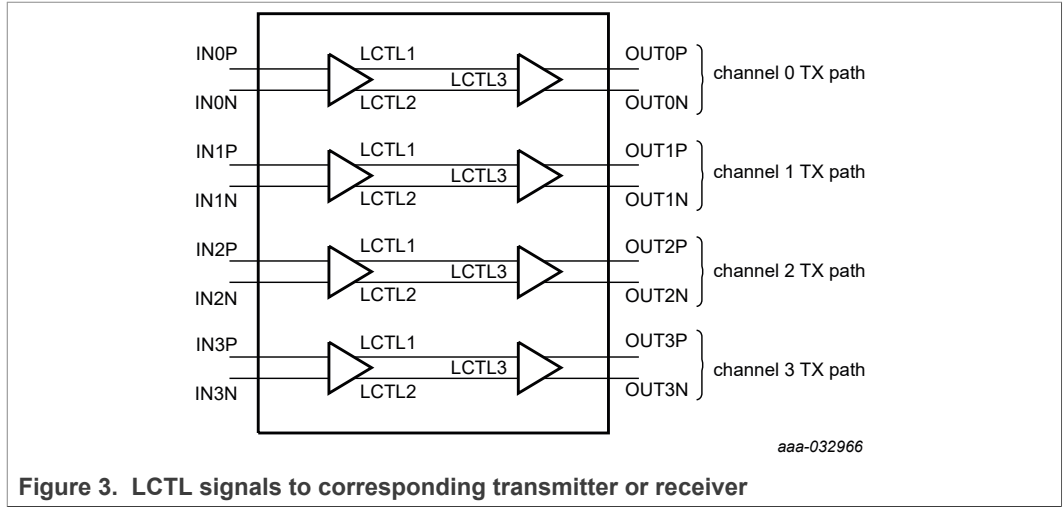 IN0P LCTL1 OUT0P
LCTL3 channel 0 TX path
IN0N LCTL2 OUT0N
IN1P LCTL1 OUT1P
LCTL3 channel 1 TX path
IN1N LCTL2 OUT1N
IN2P LCTL1 OUT2P
LCTL3 channel 2 TX path
IN2N LCTL2 OUT2N
IN3P LCTL1 OUT3P
LCTL3 channel 3 TX path
IN3N LCTL2 OUT3N
aaa-032966
Figure 3. LCTL signals to corresponding transmitter or receiver